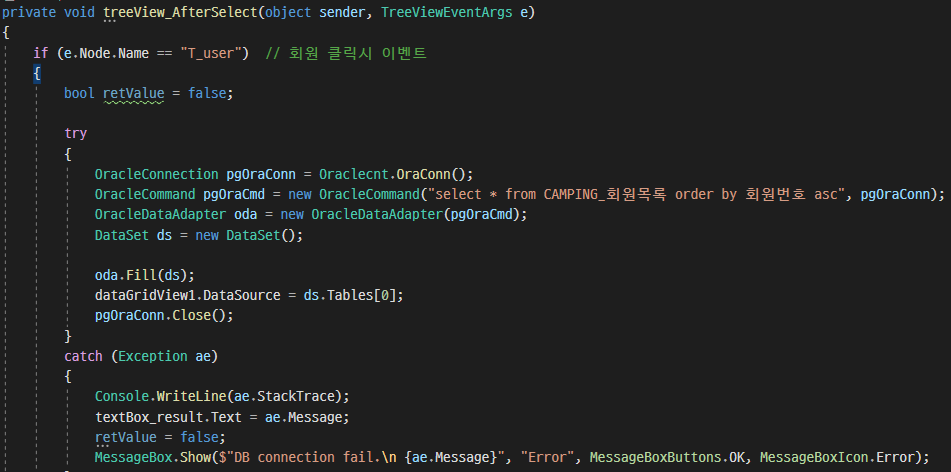 private void treeView_AfterSelect(object sender, TreeViewEventArgs e)
{
if (e.Node.Name == "T_user") // 회원 클릭시 이벤트
{
bool retValue = false;
try
{
OracleConnection pgOraConn = Oraclecnt.OraConn();
OracleCommand pgOraCmd = new OracleCommand("select * from CAMPING_회원목록 order by 회원번호 asc", pgOraConn);
OracleDataAdapter oda = new OracleDataAdapter(pgOraCmd);
DataSet ds = new DataSet();
oda.Fill(ds);
dataGridView1.DataSource = ds.Tables[0];
pgOraConn.Close();
}
catch (Exception ae)
{
Console.WriteLine(ae.StackTrace);
textBox_result.Text = ae.Message;
retValue = false;
MessageBox.Show($"DB connection fail.\n {ae.Message}", "Error", MessageBoxButtons.OK, MessageBoxIcon.Error);